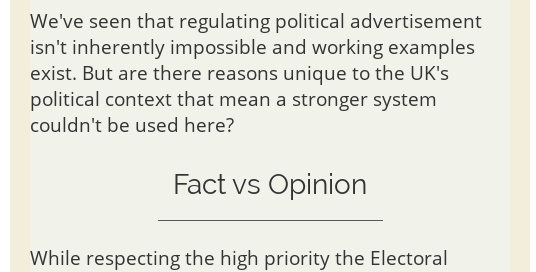 We've seen that regulating political advertisement
isn't inherently impossible and working examples
exist. But are there reasons unique to the UK's
political context that mean a stronger system
couldn't be used here?
Fact vs Opinion
While respecting the high priority the Electoral